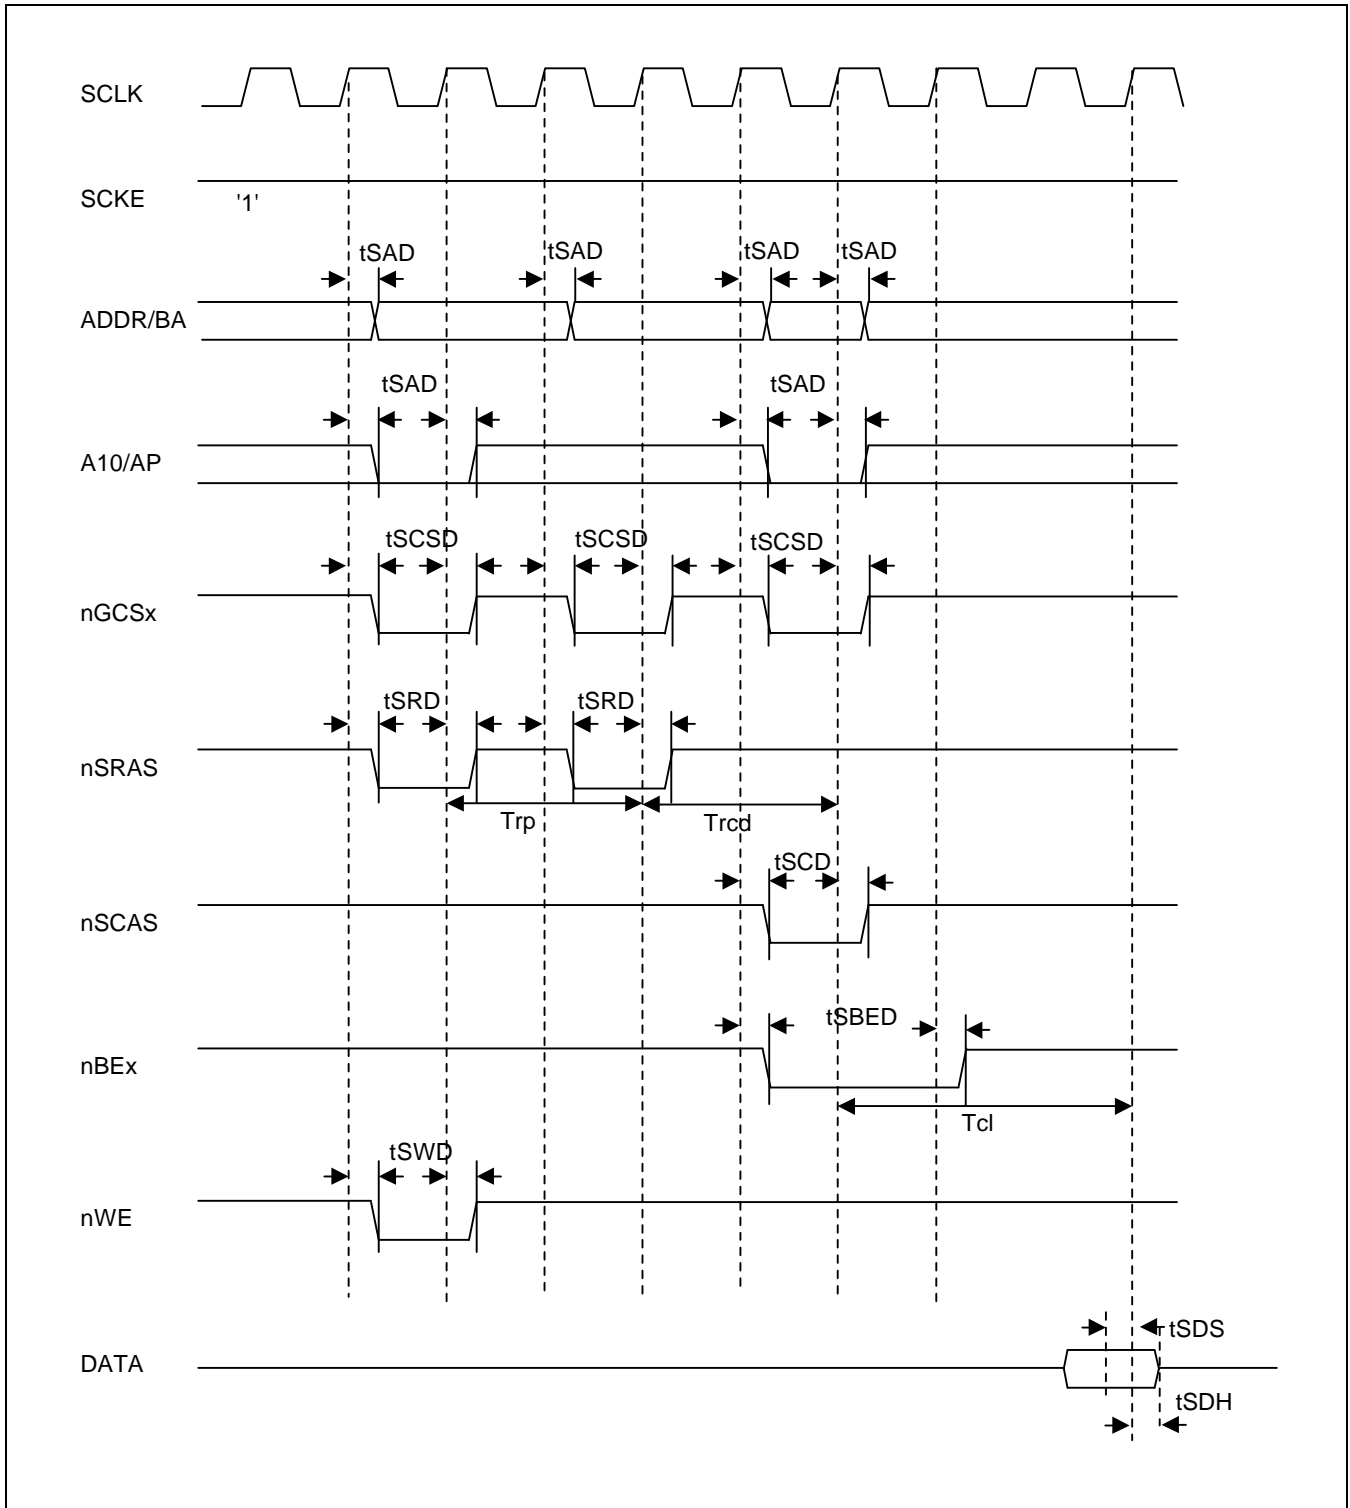 SCLK
SCKE '1'
tSAD tSAD tSAD tSAD
ADDR/BA
tSAD tSAD
A10/AP
tSCSD tSCSD tSCSD
nGCSx
tSRD tSRD
nSRAS
Trp Trcd
tSCD
nSCAS
tSBED
nBEx
Tcl
tSWD
nWE
tSDS
DATA
tSDH